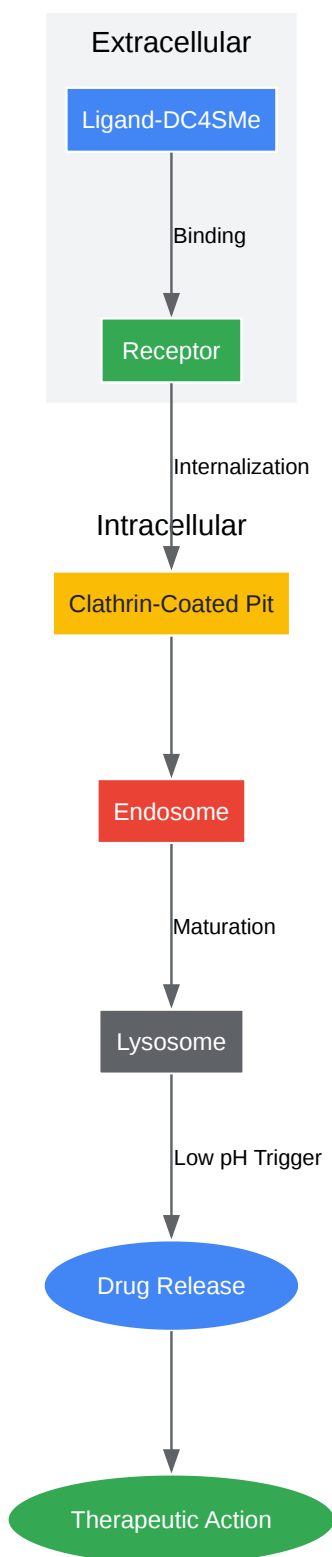 Extracellular
Ligand-DC4SMe
Binding
Receptor
Internalization
Intracellular
Clathrin-Coated Pit
Endosome
Maturation
Lysosome
Low pH Trigger
Drug Release
Therapeutic Action